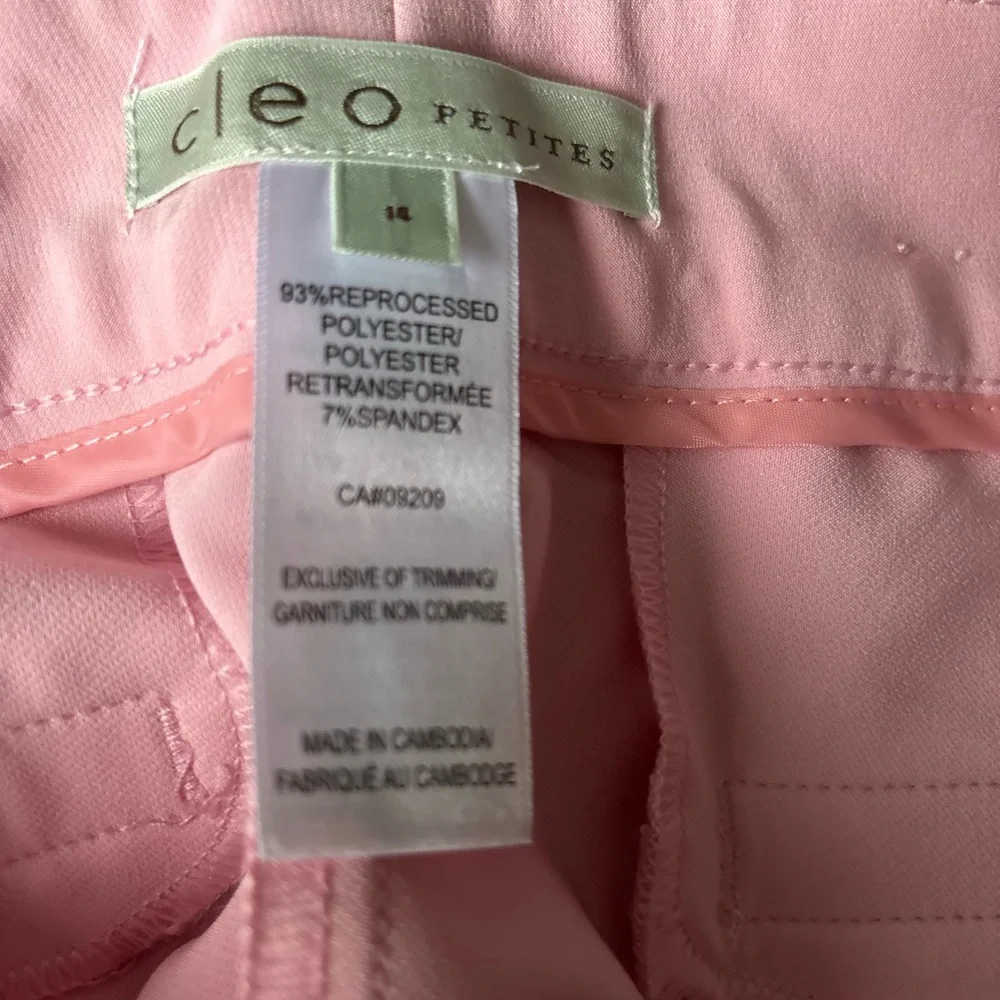 cleo PETITES
14
93%REPROCESSED
POLYESTER/
POLYESTER
RETRANSFORMÉE
7%SPANDEX
CA#09209
EXCLUSIVE OF TRIMMING/
GARNITURE NON COMPRISE
MADE IN CAMBODIA/
FABRIQUÉ AU CAMBODGE